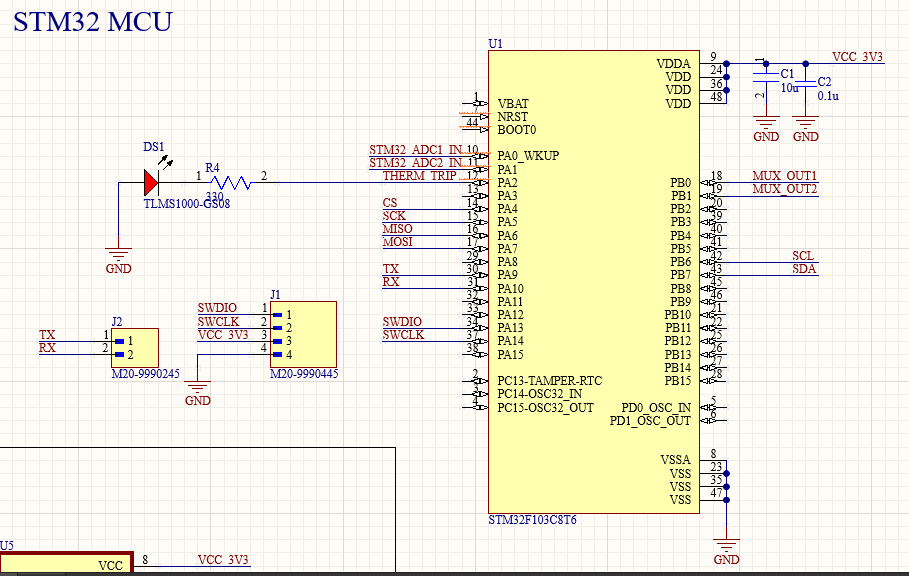 STM32 MCU
U1
VDDA 9 VCC_3V3
VDD 24
VDD 36
VDD 48
C1
10u
1
2
C2
0.1u
GND
GND
1 VBAT
7 NRST
44 BOOT0
STM32_ADC1_IN 10 PA0_WKUP
STM32_ADC2_IN 11 PA1
THERM_TRIP 12 PA2
13 PA3
CS 14 PA4
SCK 15 PA5
MISO 16 PA6
MOSI 17 PA7
29 PA8
TX 30 PA9
RX 31 PA10
32 PA11
33 PA12
SWDIO 34 PA13
SWCLK 37 PA14
38 PA15
2 PC13-TAMPER-RTC
3 PC14-OSC32_IN
4 PC15-OSC32_OUT
PB0 18 MUX_OUT1
PB1 19 MUX_OUT2
PB2 20
PB3 39
PB4 40
PB5 41
PB6 42 SCL
PB7 43 SDA
PB8 45
PB9 46
PB10 21
PB11 22
PB12 25
PB13 26
PB14 27
PB15 28
PD0_OSC_IN 5
PD1_OSC_OUT 6
VSSA 8
VSS 23
VSS 35
VSS 47
STM32F103C8T6
GND
DS1
TLMS1000-GS08
R4
1 2
330
GND
J1
SWDIO 1 1
SWCLK 2 2
VCC_3V3 3 3
4 4
M20-9990445
GND
J2
TX 1 1
RX 2 2
M20-9990245
U5
VCC 8 VCC_3V3